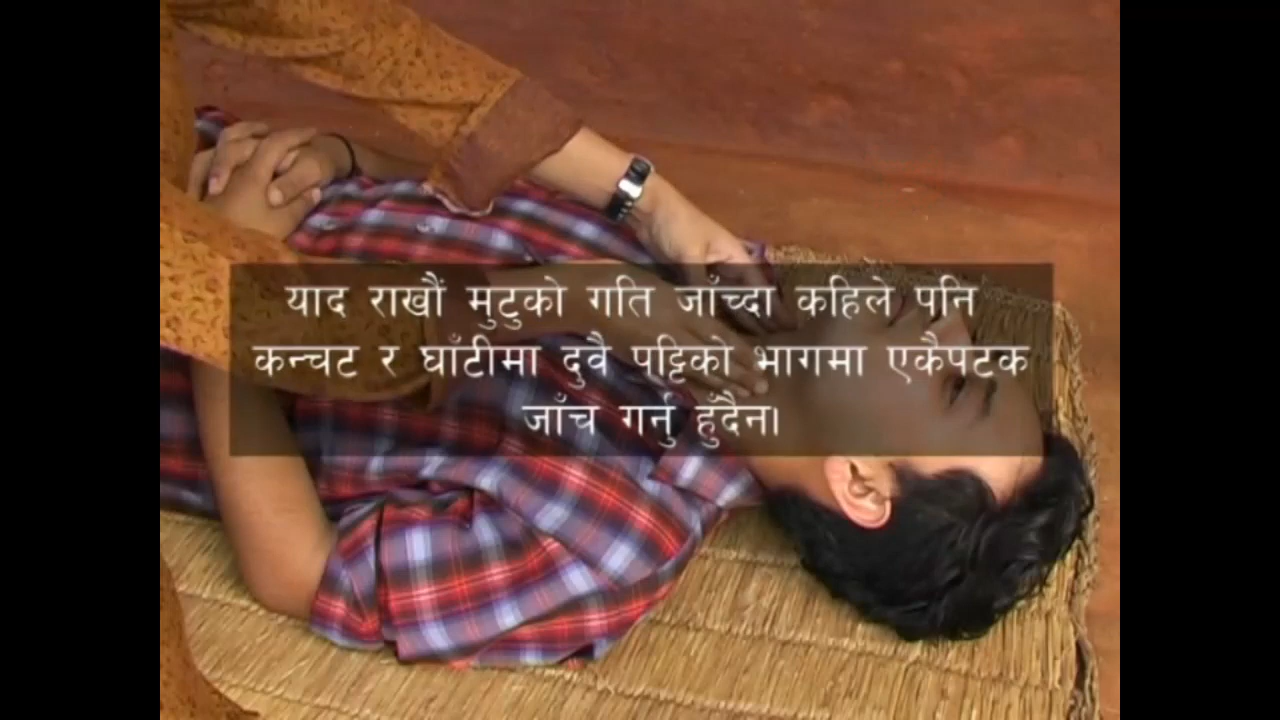 याद राखौं मुटुको गति जाँच्दा कहिले पनि
कन्चट र घाँटीमा दुवै पट्टिको भागमा एकैपटक
जाँच गर्नु हुँदैन।